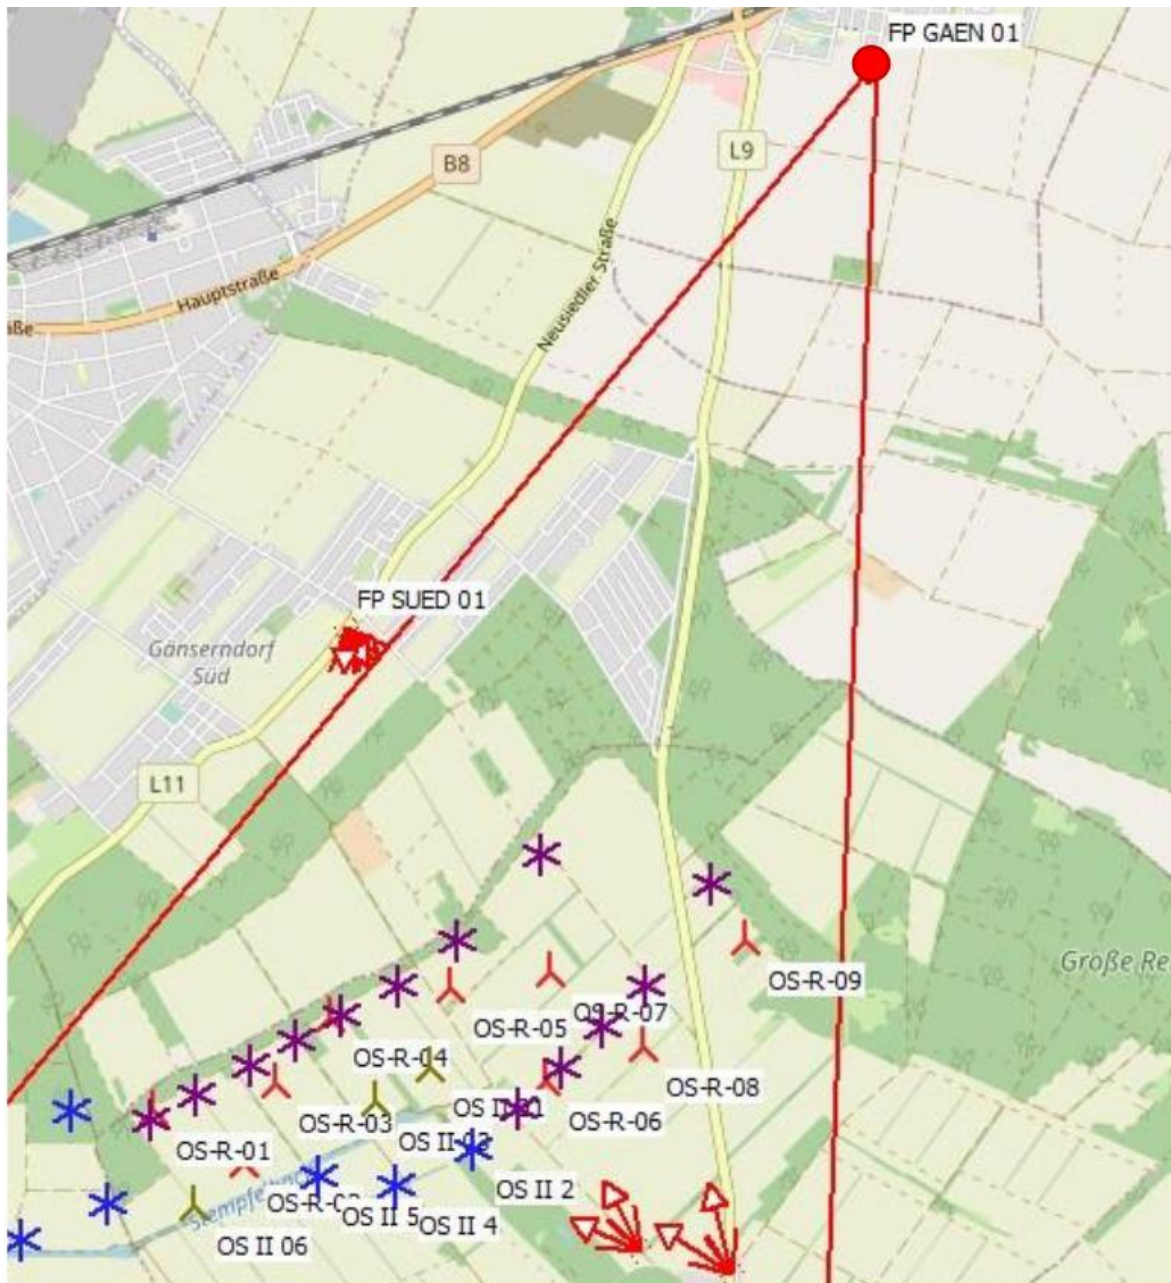 FP GAEN 01
B8
L9
Neusiedler Straße
Hauptstraße
aße
FP SUED 01
Gänserndorf
Süd
L11
Große Re
OS-R-09
OS-R-07
OS-R-05
OS-R-04
OS-R-08
OS-R-06
OS-R-03
OS-R-01
OS II 2
OS II 5
OS II 4
OS II 06